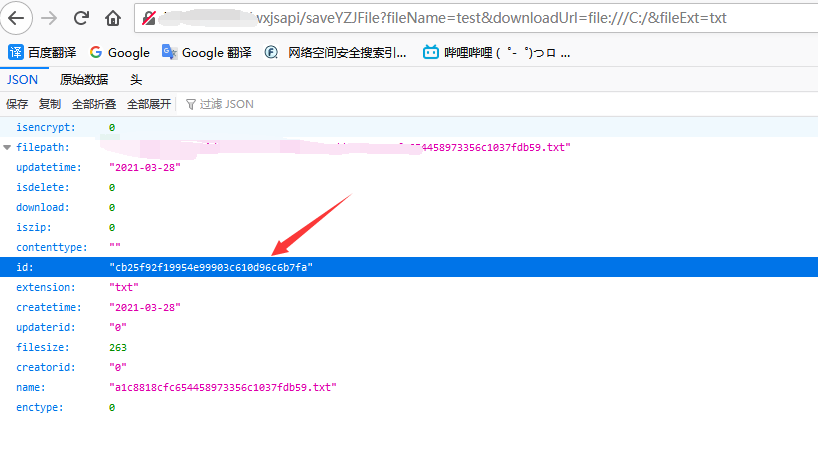 wxjsapi/saveYZJFile?fileName=test&downloadUrl=file:///C:/&fileExt=txt
译 百度翻译 Google Google 翻译 网络空间安全搜索引... 哔哩哔哩 ( ゜- ゜)つロ ...
JSON 原始数据 头
保存 复制 全部折叠 全部展开 过滤 JSON
isencrypt: 0
filepath: 654458973356c1037fdb59.txt"
updatetime: "2021-03-28"
isdelete: 0
download: 0
iszip: 0
contenttype: ""
id: "cb25f92f19954e99903c610d96c6b7fa"
extension: "txt"
createtime: "2021-03-28"
updaterid: "0"
filesize: 263
creatorid: "0"
name: "a1c8818cfc654458973356c1037fdb59.txt"
enctype: 0